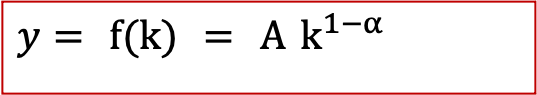 y = f(k) = A k^{1−α}